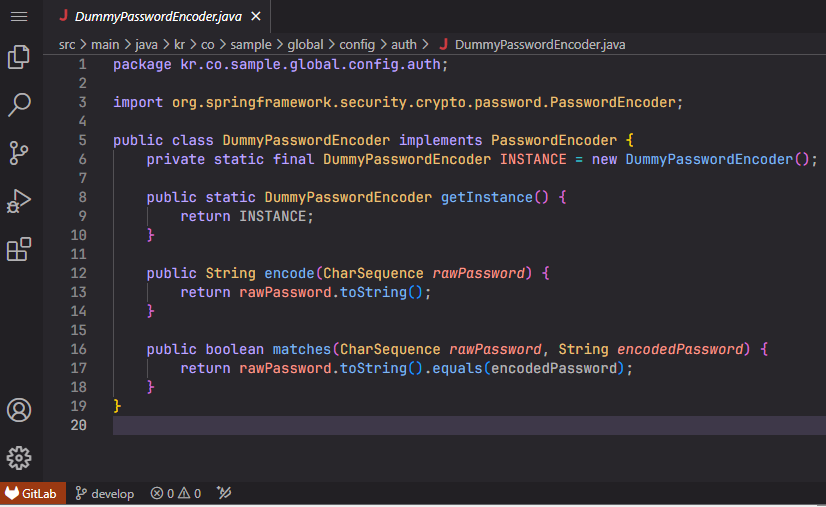 DummyPasswordEncoder.java
src > main > java > kr > co > sample > global > config > auth > DummyPasswordEncoder.java
1 package kr.co.sample.global.config.auth;
2
3 import org.springframework.security.crypto.password.PasswordEncoder;
4
5 public class DummyPasswordEncoder implements PasswordEncoder {
6     private static final DummyPasswordEncoder INSTANCE = new DummyPasswordEncoder();
7
8     public static DummyPasswordEncoder getInstance() {
9         return INSTANCE;
10     }
11
12     public String encode(CharSequence rawPassword) {
13         return rawPassword.toString();
14     }
15
16     public boolean matches(CharSequence rawPassword, String encodedPassword) {
17         return rawPassword.toString().equals(encodedPassword);
18     }
19 }
20
GitLab develop 0 0